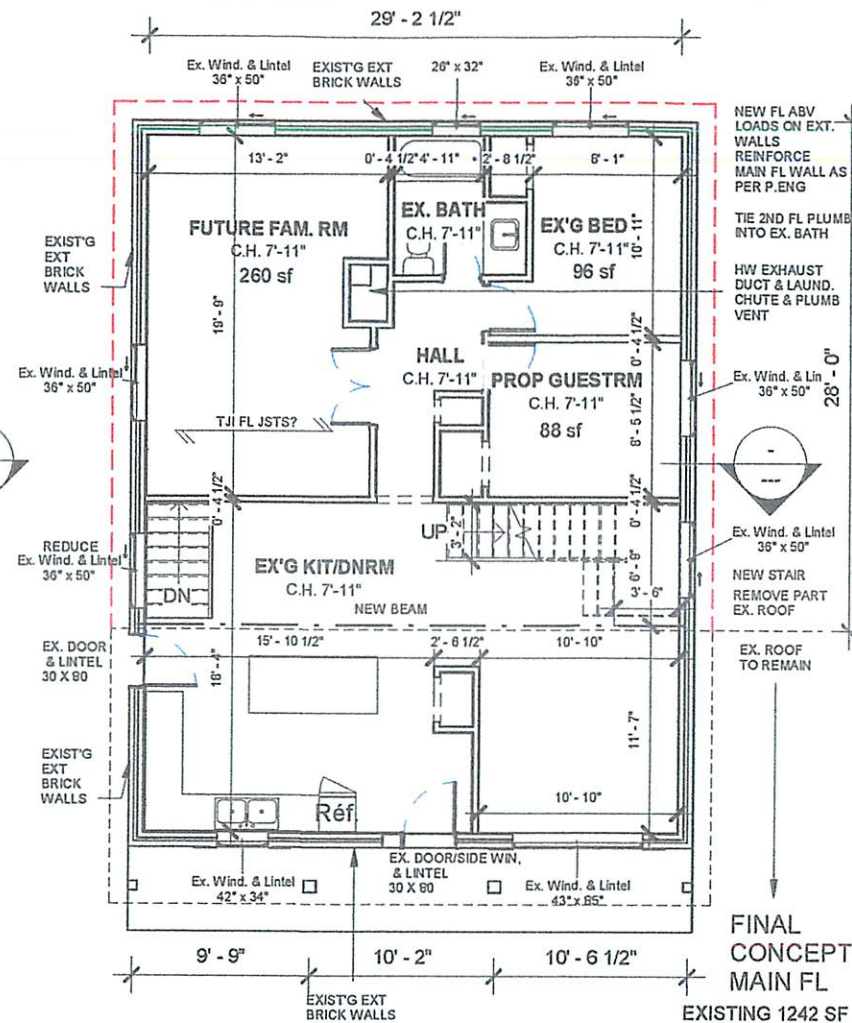 29' - 2 1/2"
Ex. Wind. & Lintel
36" x 50"
EXIST'G EXT
BRICK WALLS
26" x 32"
Ex. Wind. & Lintel
36" x 50"
NEW FL ABV
LOADS ON EXT.
WALLS
REINFORCE
MAIN FL WALL AS
PER P.ENG
TIE 2ND FL PLUMB
INTO EX. BATH
HW EXHAUST
DUCT & LAUND.
CHUTE & PLUMB
VENT
13' - 2"
0' - 4 1/2"
4' - 11"
2' - 8 1/2"
8' - 1"
FUTURE FAM. RM
C.H. 7'-11"
260 sf
EX. BATH
C.H. 7'-11"
EX'G BED
C.H. 7'-11"
96 sf
10' - 11"
EXIST'G
EXT
BRICK
WALLS
19' - 9"
HALL
C.H. 7'-11"
0' - 4 1/2"
PROP GUESTRM
C.H. 7'-11"
88 sf
8' - 5 1/2"
Ex. Wind. & Lintel
36" x 50"
Ex. Wind. & Lin
36" x 50"
28' - 0"
TJI FL JSTS?
-
---
0' - 4 1/2"
0' - 4 1/2"
UP
3' - 2"
REDUCE
Ex. Wind. & Lintel
36" x 50"
DN
EX'G KIT/DNRM
C.H. 7'-11"
NEW BEAM
6' - 9"
3' - 6"
Ex. Wind. & Lintel
36" x 50"
NEW STAIR
REMOVE PART
EX. ROOF
EX. DOOR
& LINTEL
30 X 80
15' - 10 1/2"
2' - 6 1/2"
10' - 10"
EX. ROOF
TO REMAIN
18' - 4"
11' - 7"
EXIST'G
EXT
BRICK
WALLS
10' - 10"
Réf.
EX. DOOR/SIDE WIN,
& LINTEL
30 X 80
Ex. Wind. & Lintel
42" x 34"
Ex. Wind. & Lintel
43" x 85"
9' - 9"
10' - 2"
10' - 6 1/2"
EXIST'G EXT
BRICK WALLS
FINAL
CONCEPT
MAIN FL
EXISTING 1242 SF